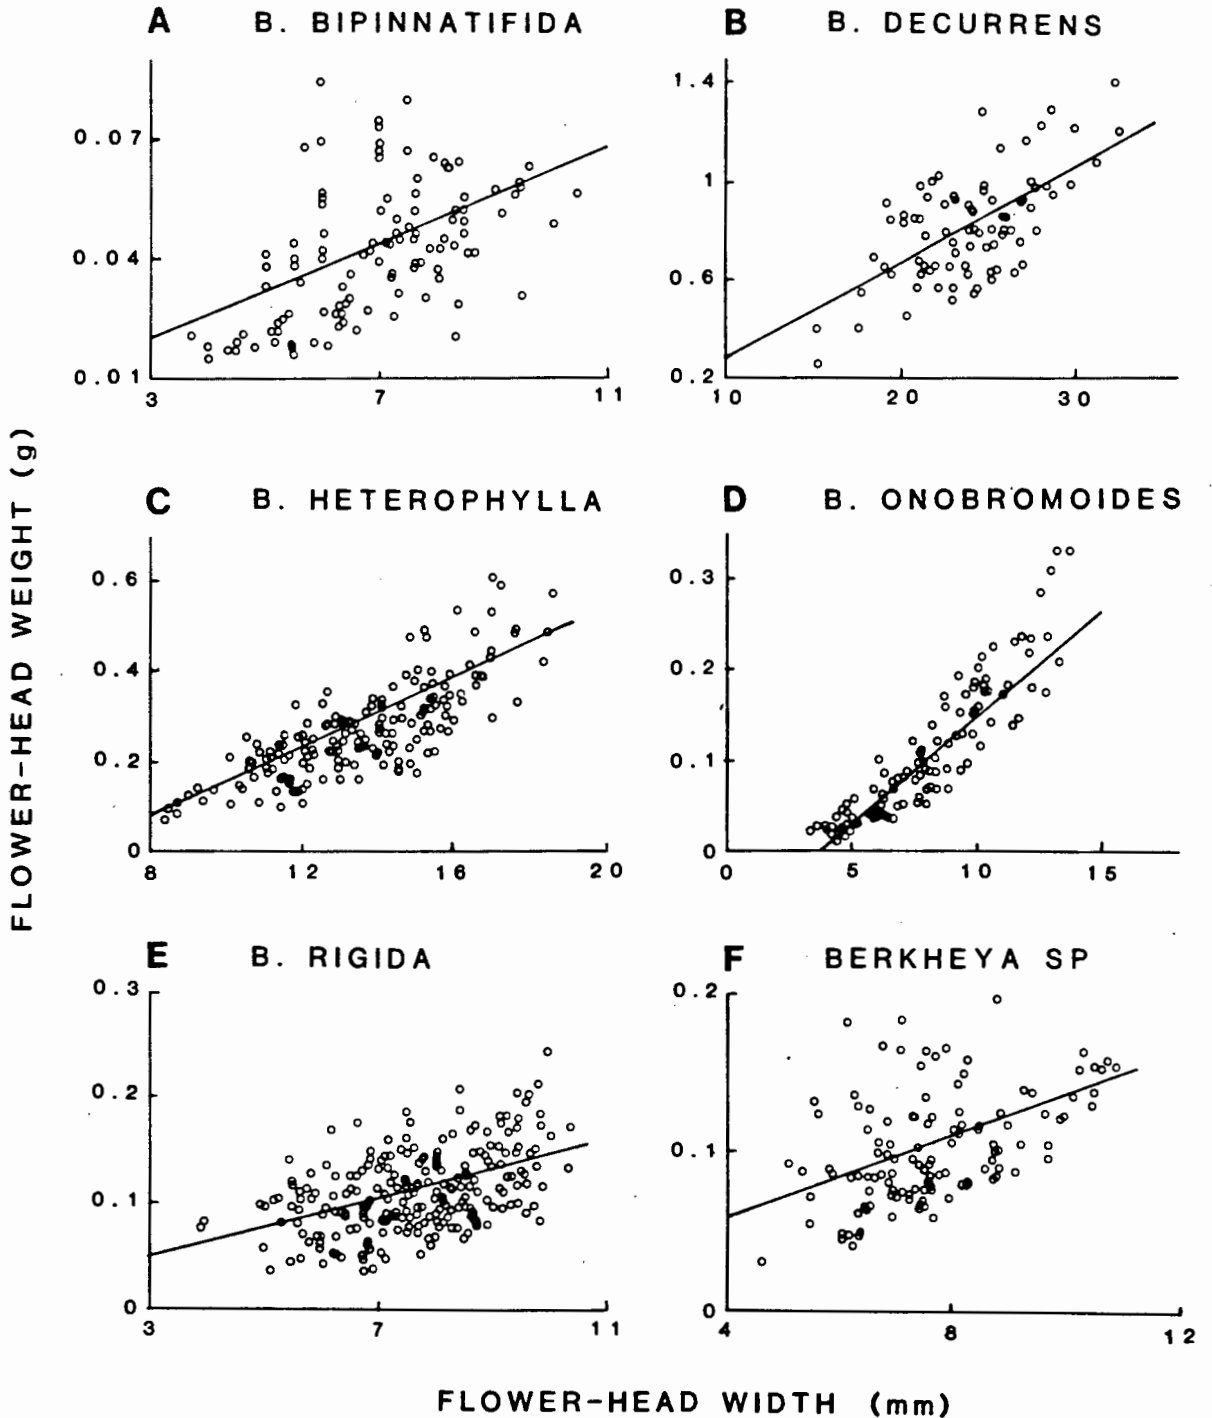 A B. BIPINNATIFIDA
0.07
0.04
0.01
3 7 11
B B. DECURRENS
1.4
1
0.6
0.2
10 20 30
FLOWER-HEAD WEIGHT (g)
C B. HETEROPHYLLA
0.6
0.4
0.2
0
8 12 16 20
D B. ONOBROMOIDES
0.3
0.2
0.1
0
0 5 10 15
E B. RIGIDA
0.3
0.2
0.1
0
3 7 11
F BERKHEYA SP
0.2
0.1
0
4 8 12
FLOWER-HEAD WIDTH (mm)